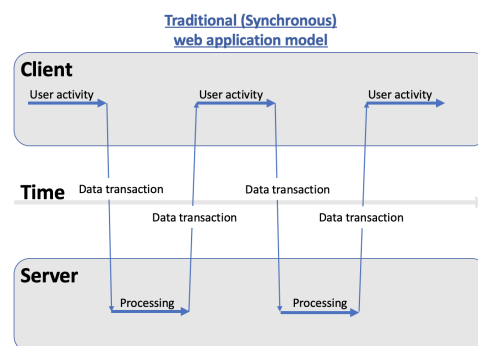 Traditional (Synchronous)
web application model
Client
User activity
User activity
User activity
Time
Data transaction
Data transaction
Data transaction
Data transaction
Server
Processing
Processing